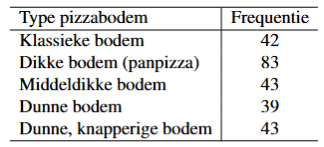 Type pizzabodem Frequentie
Klassieke bodem 42
Dikke bodem (panpizza) 83
Middeldikke bodem 43
Dunne bodem 39
Dunne, knapperige bodem 43